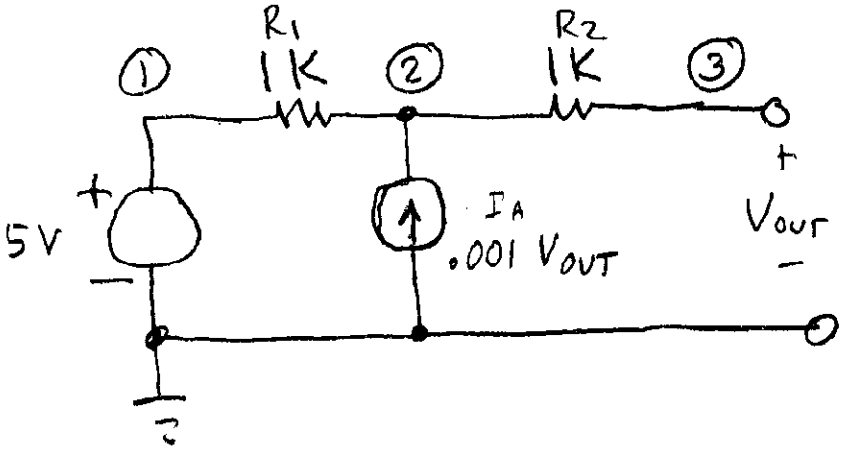 R1
1K
R2
1K
1
2
3
+
5V
−
IA
.001 VOUT
+
VOUT
−